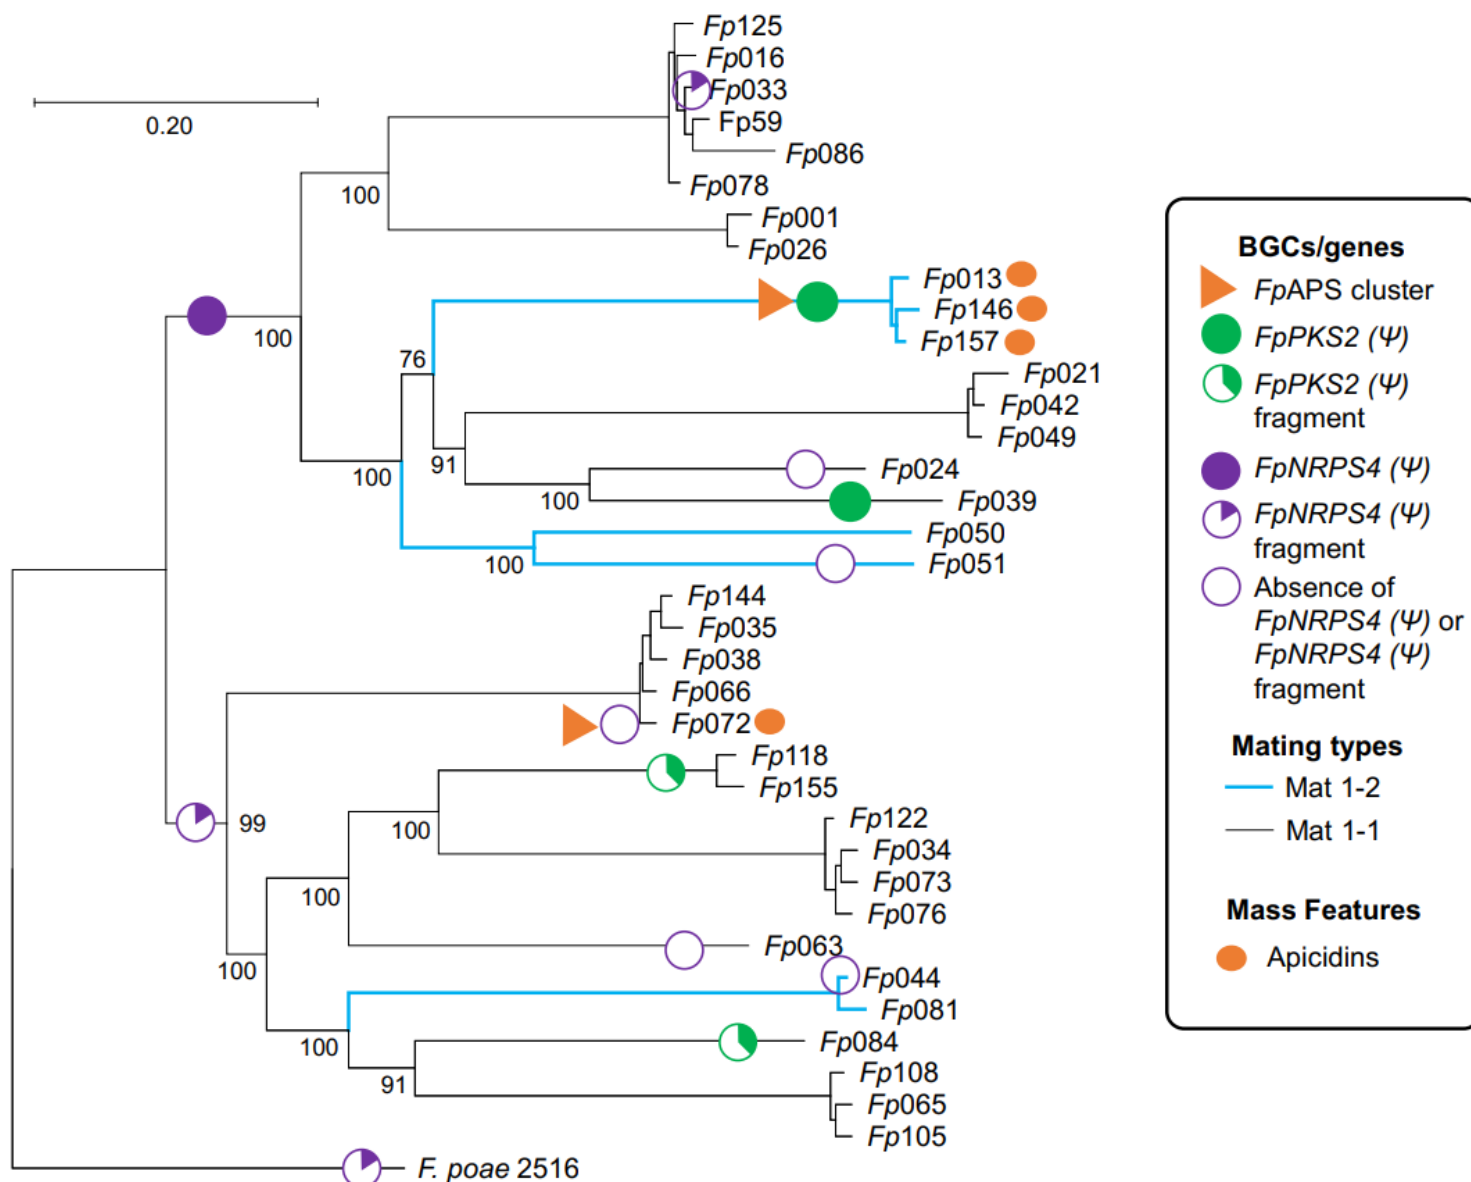 Fp125
Fp016
Fp033
Fp59
Fp086
Fp078
Fp001
Fp026
Fp013
Fp146
Fp157
Fp021
Fp042
Fp049
Fp024
Fp039
Fp050
Fp051
Fp144
Fp035
Fp038
Fp066
Fp072
Fp118
Fp155
Fp122
Fp034
Fp073
Fp076
Fp063
Fp044
Fp081
Fp084
Fp108
Fp065
Fp105
F. poae 2516
0.20
100
100
76
100
91
100
100
99
100
100
100
100
91
BGCs/genes
FpAPS cluster
FpPKS2 (Ψ)
FpPKS2 (Ψ)
fragment
FpNRPS4 (Ψ)
FpNRPS4 (Ψ)
fragment
Absence of
FpNRPS4 (Ψ) or
FpNRPS4 (Ψ)
fragment
Mating types
Mat 1-2
Mat 1-1
Mass Features
Apicidins